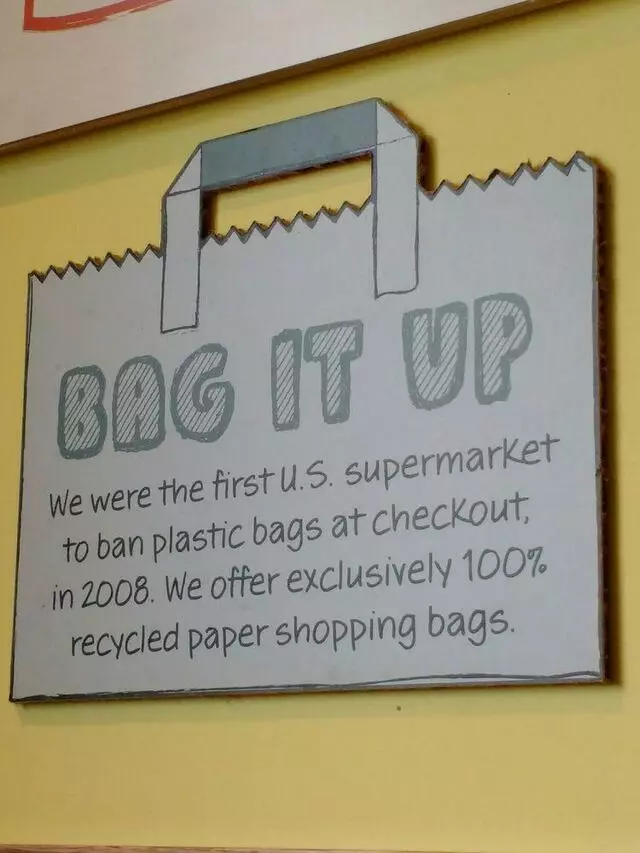 BAG IT UP
We were the first U.S. supermarket
to ban plastic bags at checkout,
in 2008. We offer exclusively 100%
recycled paper shopping bags.